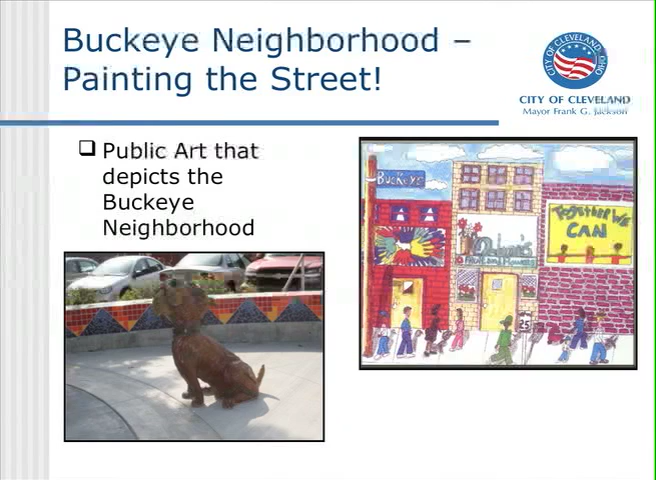 Buckeye Neighborhood –
Painting the Street!
CITY OF CLEVELAND OHIO
CITY OF CLEVELAND
Mayor Frank G. Jackson
Public Art that
depicts the
Buckeye
Neighborhood
BUCKEYE
TOGETHER WE
CAN
25